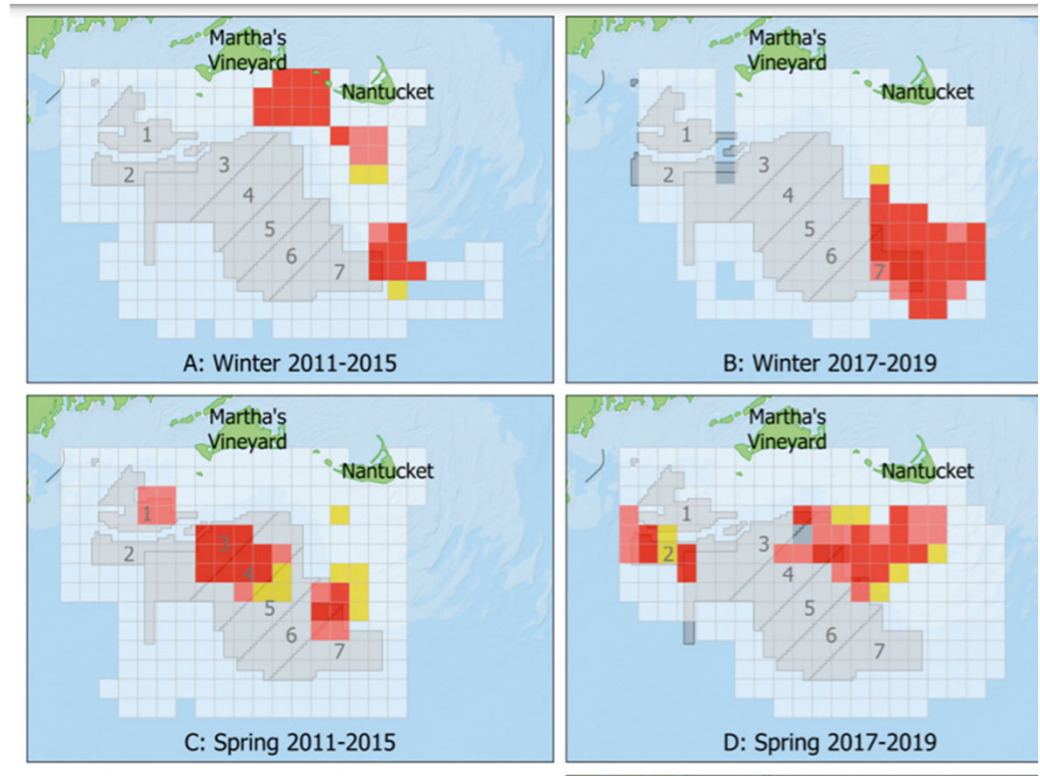 Martha's
Vineyard
Nantucket
1
2
3
4
5
6
7
A: Winter 2011-2015
Martha's
Vineyard
Nantucket
1
2
3
4
5
6
7
B: Winter 2017-2019
Martha's
Vineyard
Nantucket
1
2
3
4
5
6
7
C: Spring 2011-2015
Martha's
Vineyard
Nantucket
1
2
3
4
5
6
7
D: Spring 2017-2019